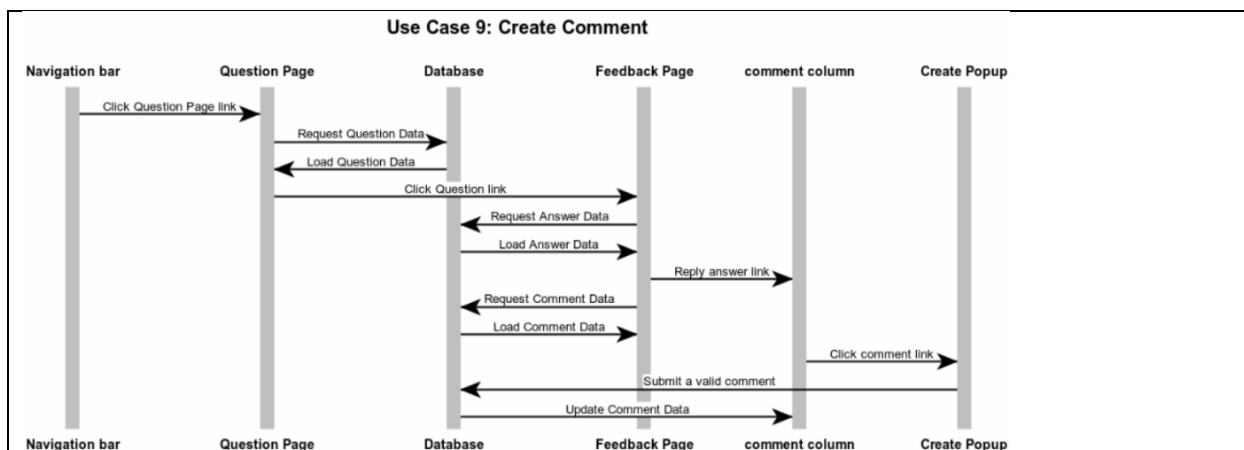 Use Case 9: Create Comment
Navigation bar Question Page Database Feedback Page comment column Create Popup
Click Question Page link
Request Question Data
Load Question Data
Click Question link
Request Answer Data
Load Answer Data
Reply answer link
Request Comment Data
Load Comment Data
Click comment link
Submit a valid comment
Update Comment Data
Navigation bar Question Page Database Feedback Page comment column Create Popup